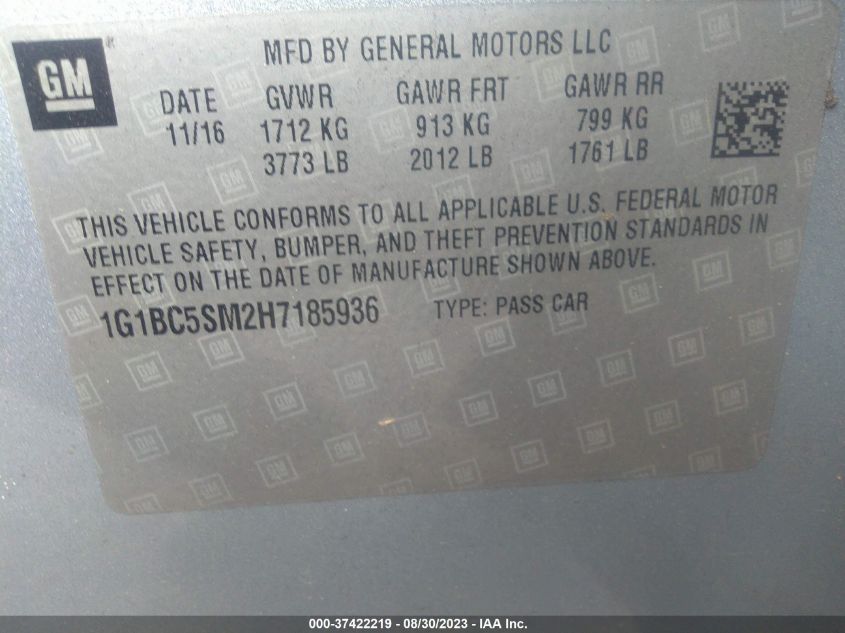 GM
MFD BY GENERAL MOTORS LLC
DATE GVWR GAWR FRT GAWR RR
11/16 1712 KG 913 KG 799 KG
3773 LB 2012 LB 1761 LB
THIS VEHICLE CONFORMS TO ALL APPLICABLE U.S. FEDERAL MOTOR
VEHICLE SAFETY, BUMPER, AND THEFT PREVENTION STANDARDS IN
EFFECT ON THE DATE OF MANUFACTURE SHOWN ABOVE.
1G1BC5SM2H7185936 TYPE: PASS CAR
000-37422219 - 08/30/2023 - IAA Inc.